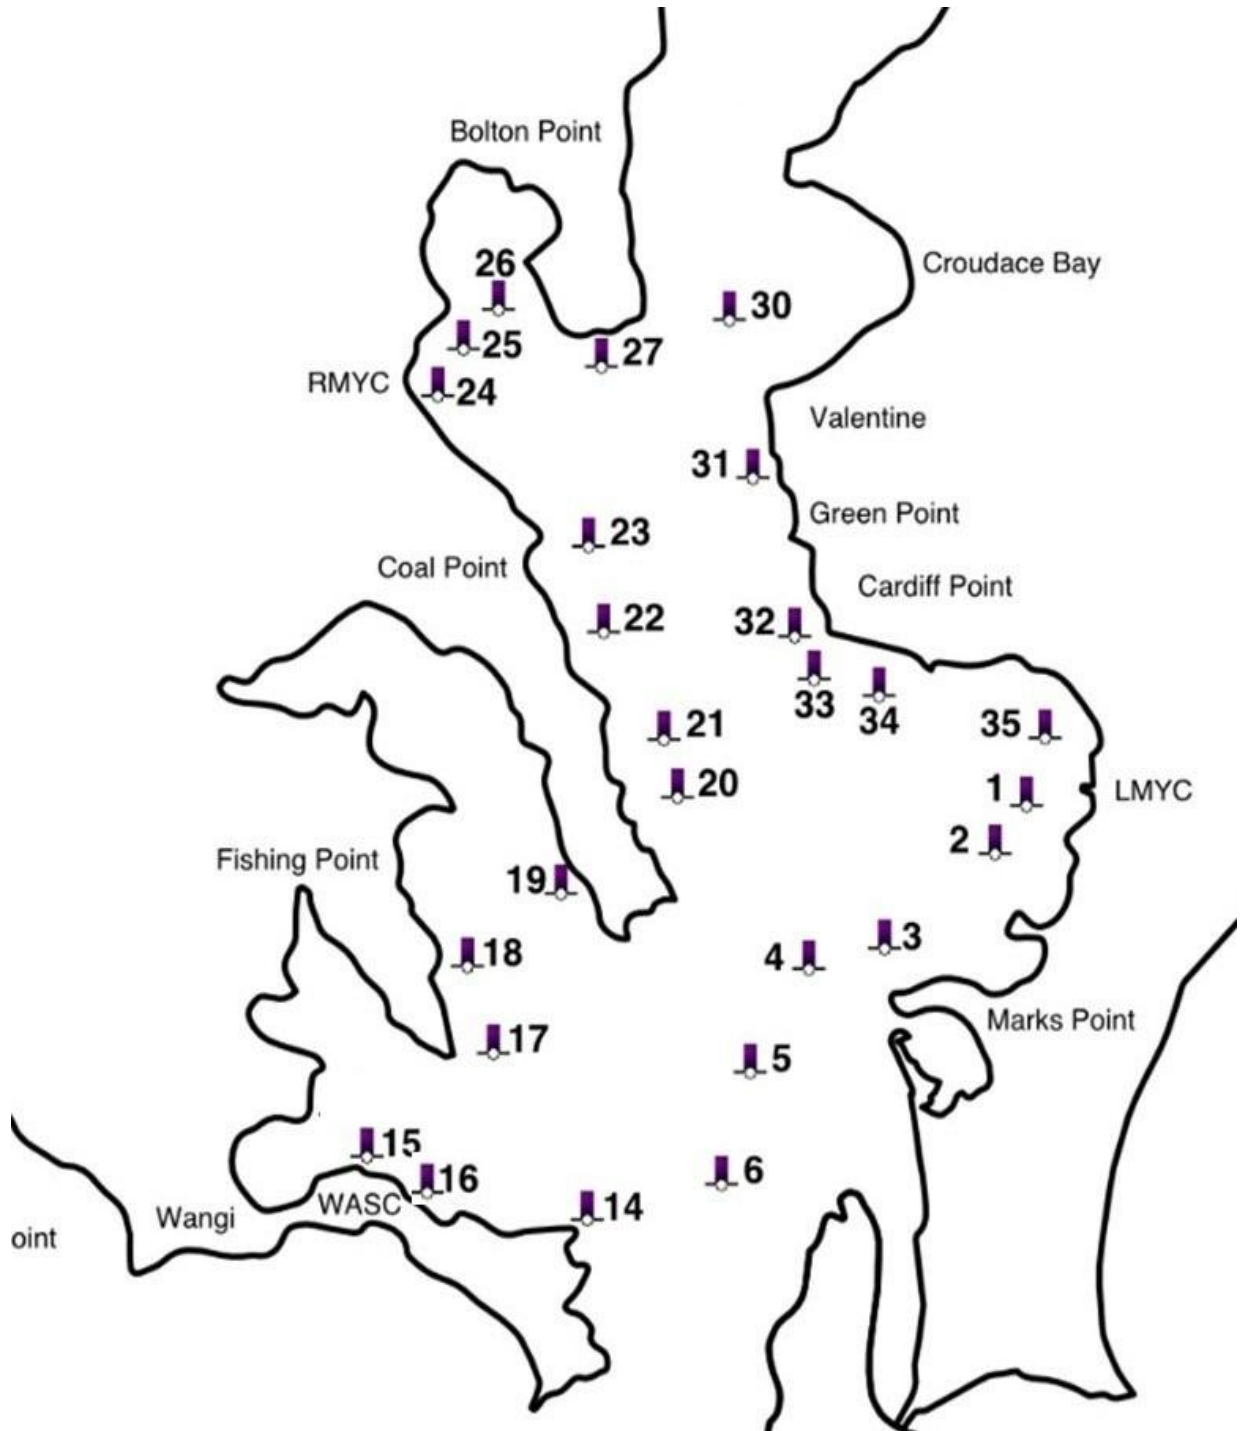 Bolton Point
26
Croudace Bay
30
25
27
RMYC
24
Valentine
31
Green Point
23
Coal Point
Cardiff Point
22
32
33
34
21
35
20
1
LMYC
2
Fishing Point
19
3
18
4
Marks Point
17
5
15
16
6
WASC
14
Wangi
oint